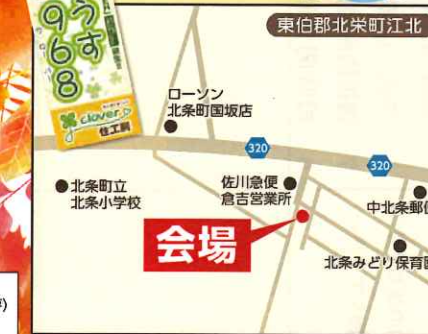 うす
968
clover
住工房
東伯郡北栄町江北
ローソン
北条町国坂店
320
320
北条町立
北条小学校
佐川急便
倉吉営業所
中北条郵便
会場
北条みどり保育園